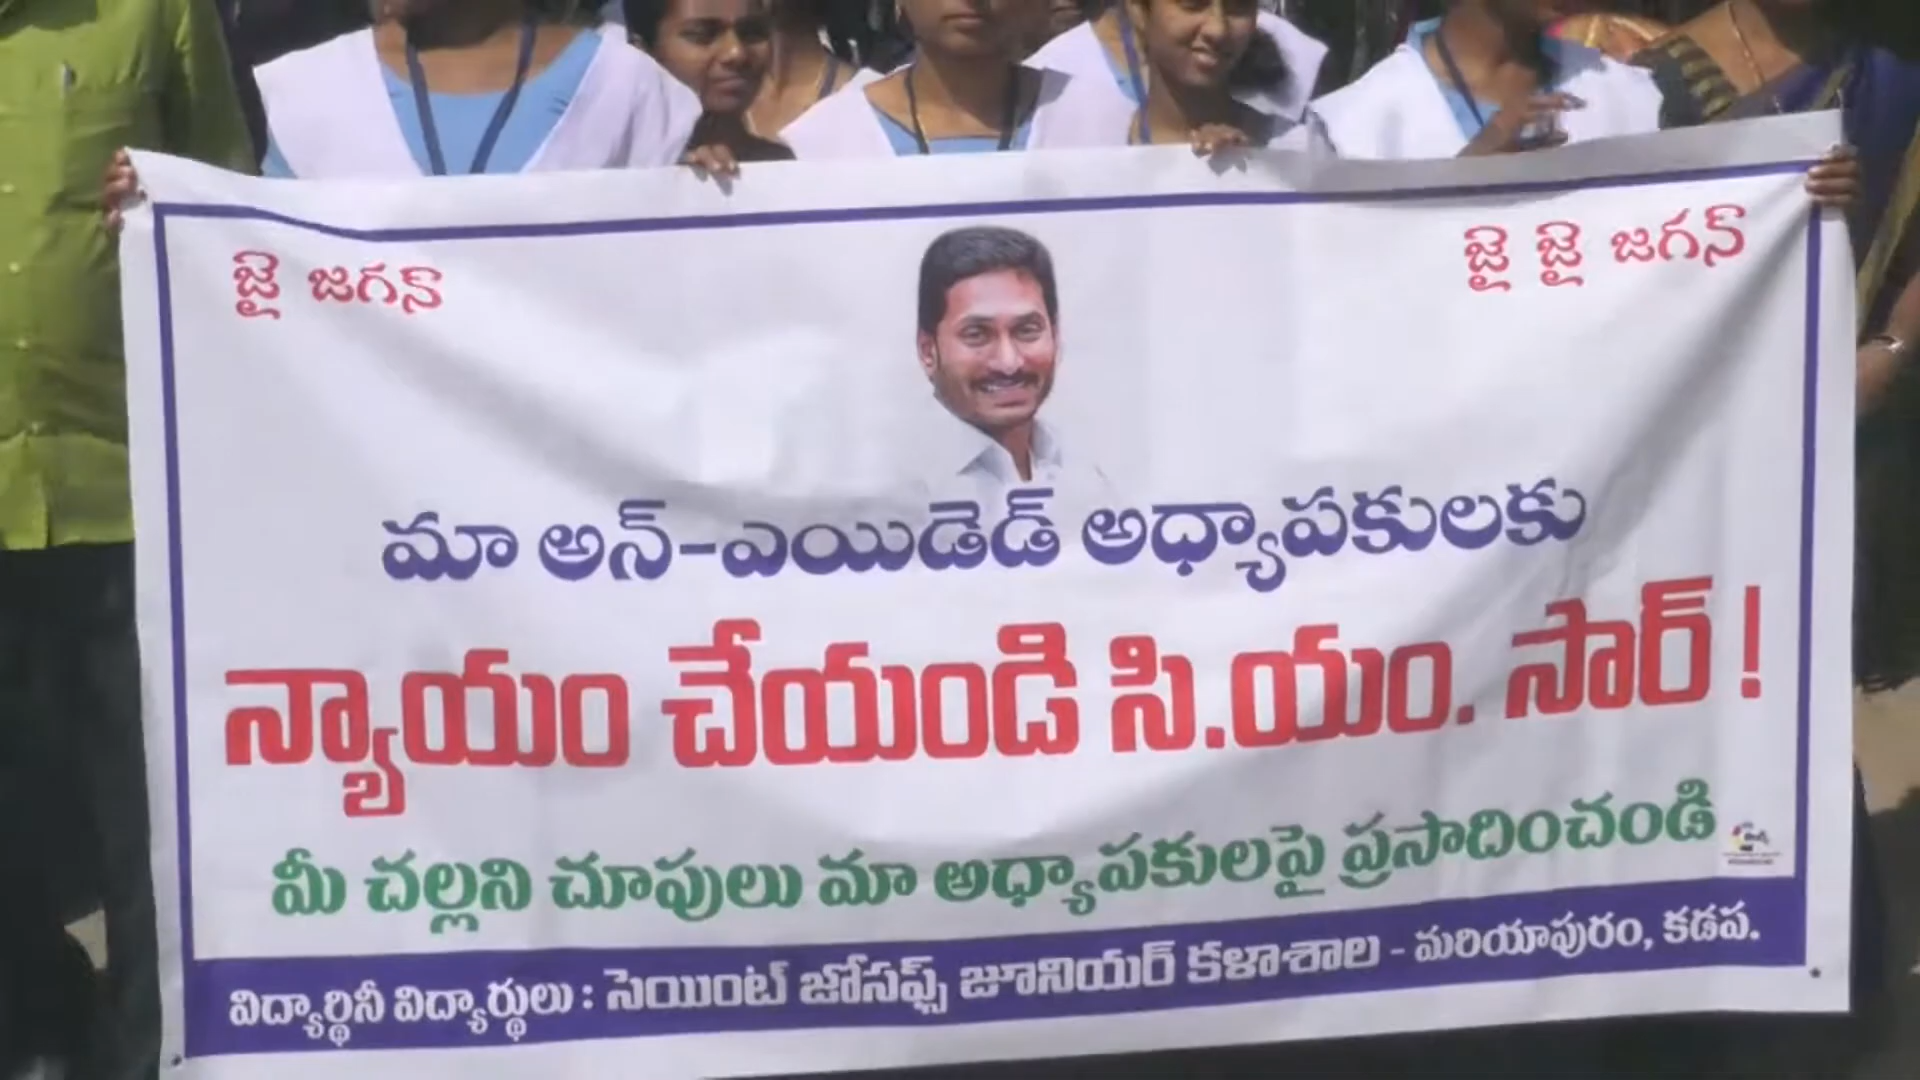 జై జగన్
జై జై జగన్
మా అన్-ఎయిడెడ్ అధ్యాపకులకు
న్యాయం చేయండి సి.యం. సార్ !
మీ చల్లని చూపులు మా అధ్యాపకులపై ప్రసాదించండి
విద్యార్థినీ విద్యార్థులు : సెయింట్ జోసఫ్స్ జూనియర్ కళాశాల - మరియాపురం, కడప.